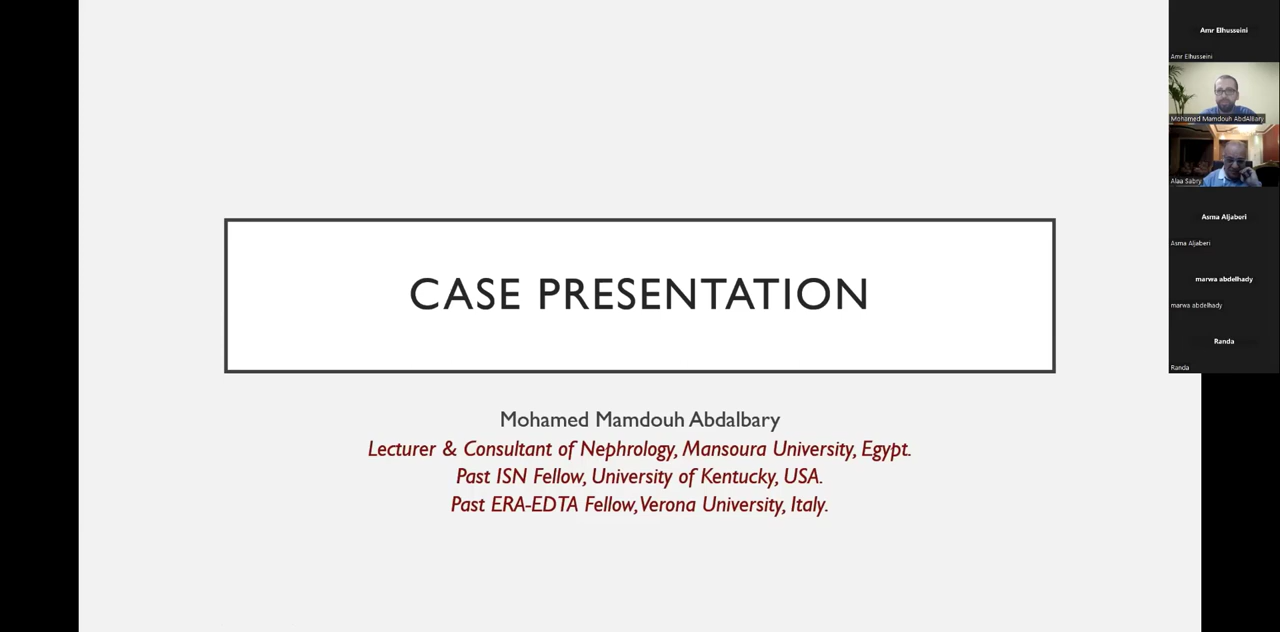 CASE PRESENTATION
Mohamed Mamdouh Abdalbary
Lecturer & Consultant of Nephrology, Mansoura University, Egypt.
Past ISN Fellow, University of Kentucky, USA.
Past ERA-EDTA Fellow, Verona University, Italy.
Amr Elhusseini
Amr Elhusseini
Mohamed Mamdouh AbdAlBary
Alaa Sabry
Asma Aljaberi
Asma Aljaberi
marwa abdelhady
marwa abdelhady
Randa
Randa